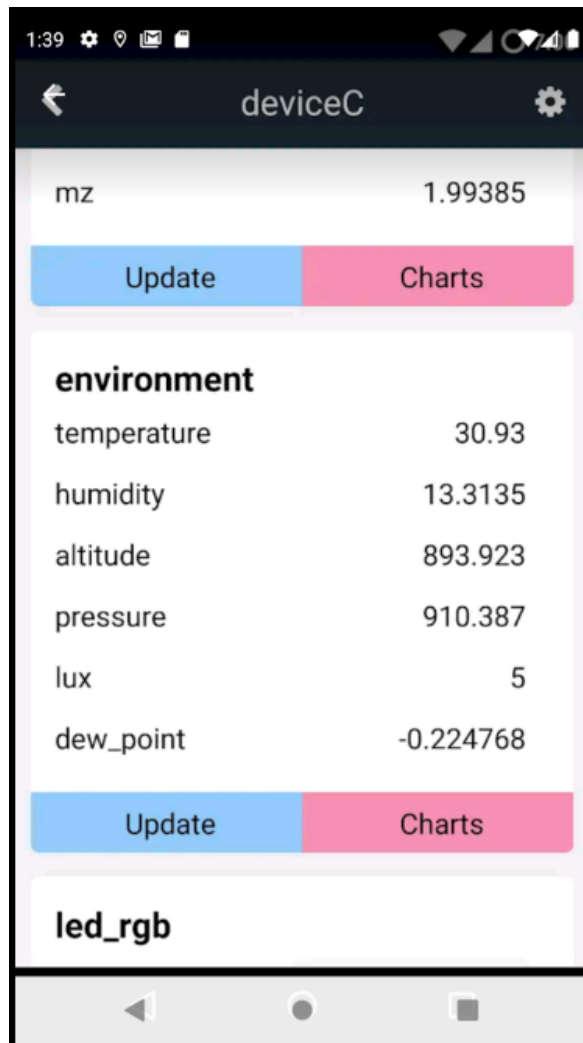 1:39
deviceC
mz 1.99385
Update Charts
environment
temperature 30.93
humidity 13.3135
altitude 893.923
pressure 910.387
lux 5
dew_point -0.224768
Update Charts
led_rgb